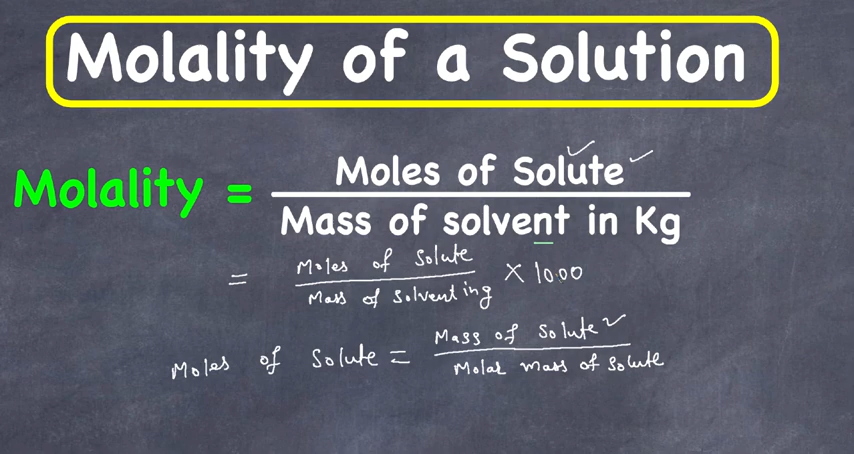 Molality of a Solution
Molality = Moles of Solute
Mass of solvent in Kg
= Moles of Solute
Mass of Solvent in g × 1000
Moles of Solute = Mass of Solute
Molar mass of Solute